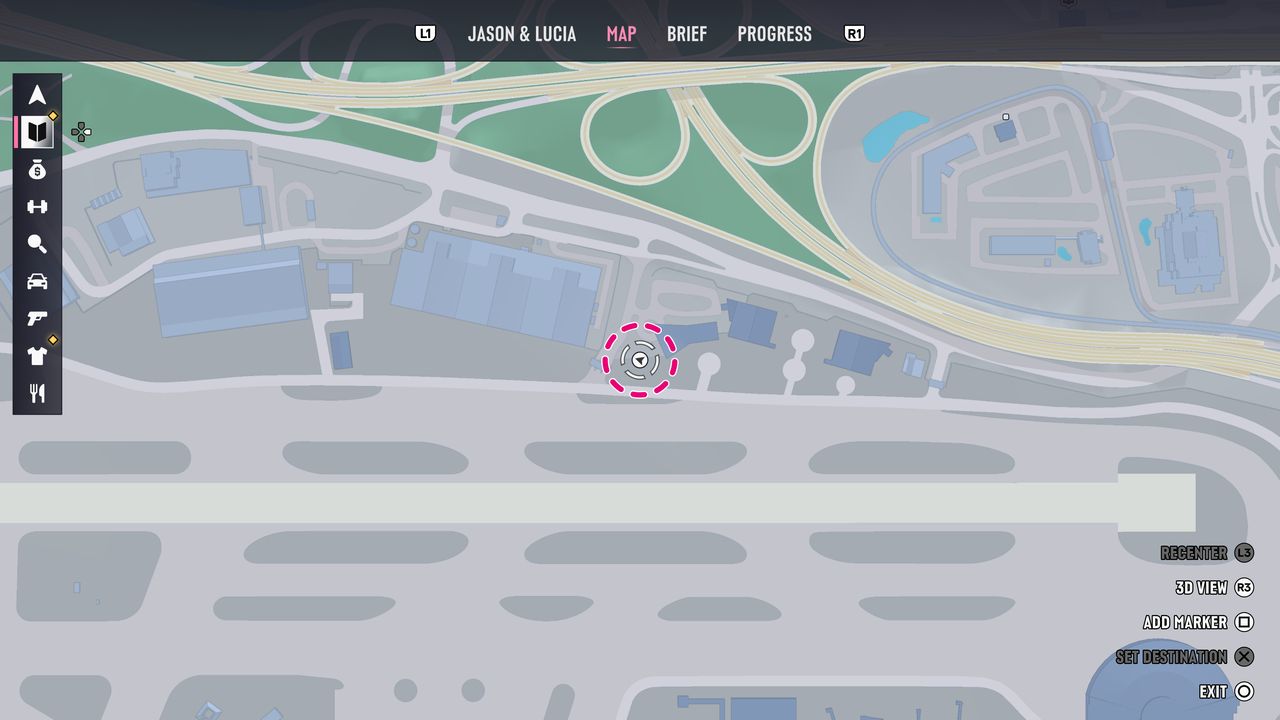 L1 JASON & LUCIA MAP BRIEF PROGRESS R1
$
RECENTER L3
3D VIEW R3
ADD MARKER
SET DESTINATION
EXIT